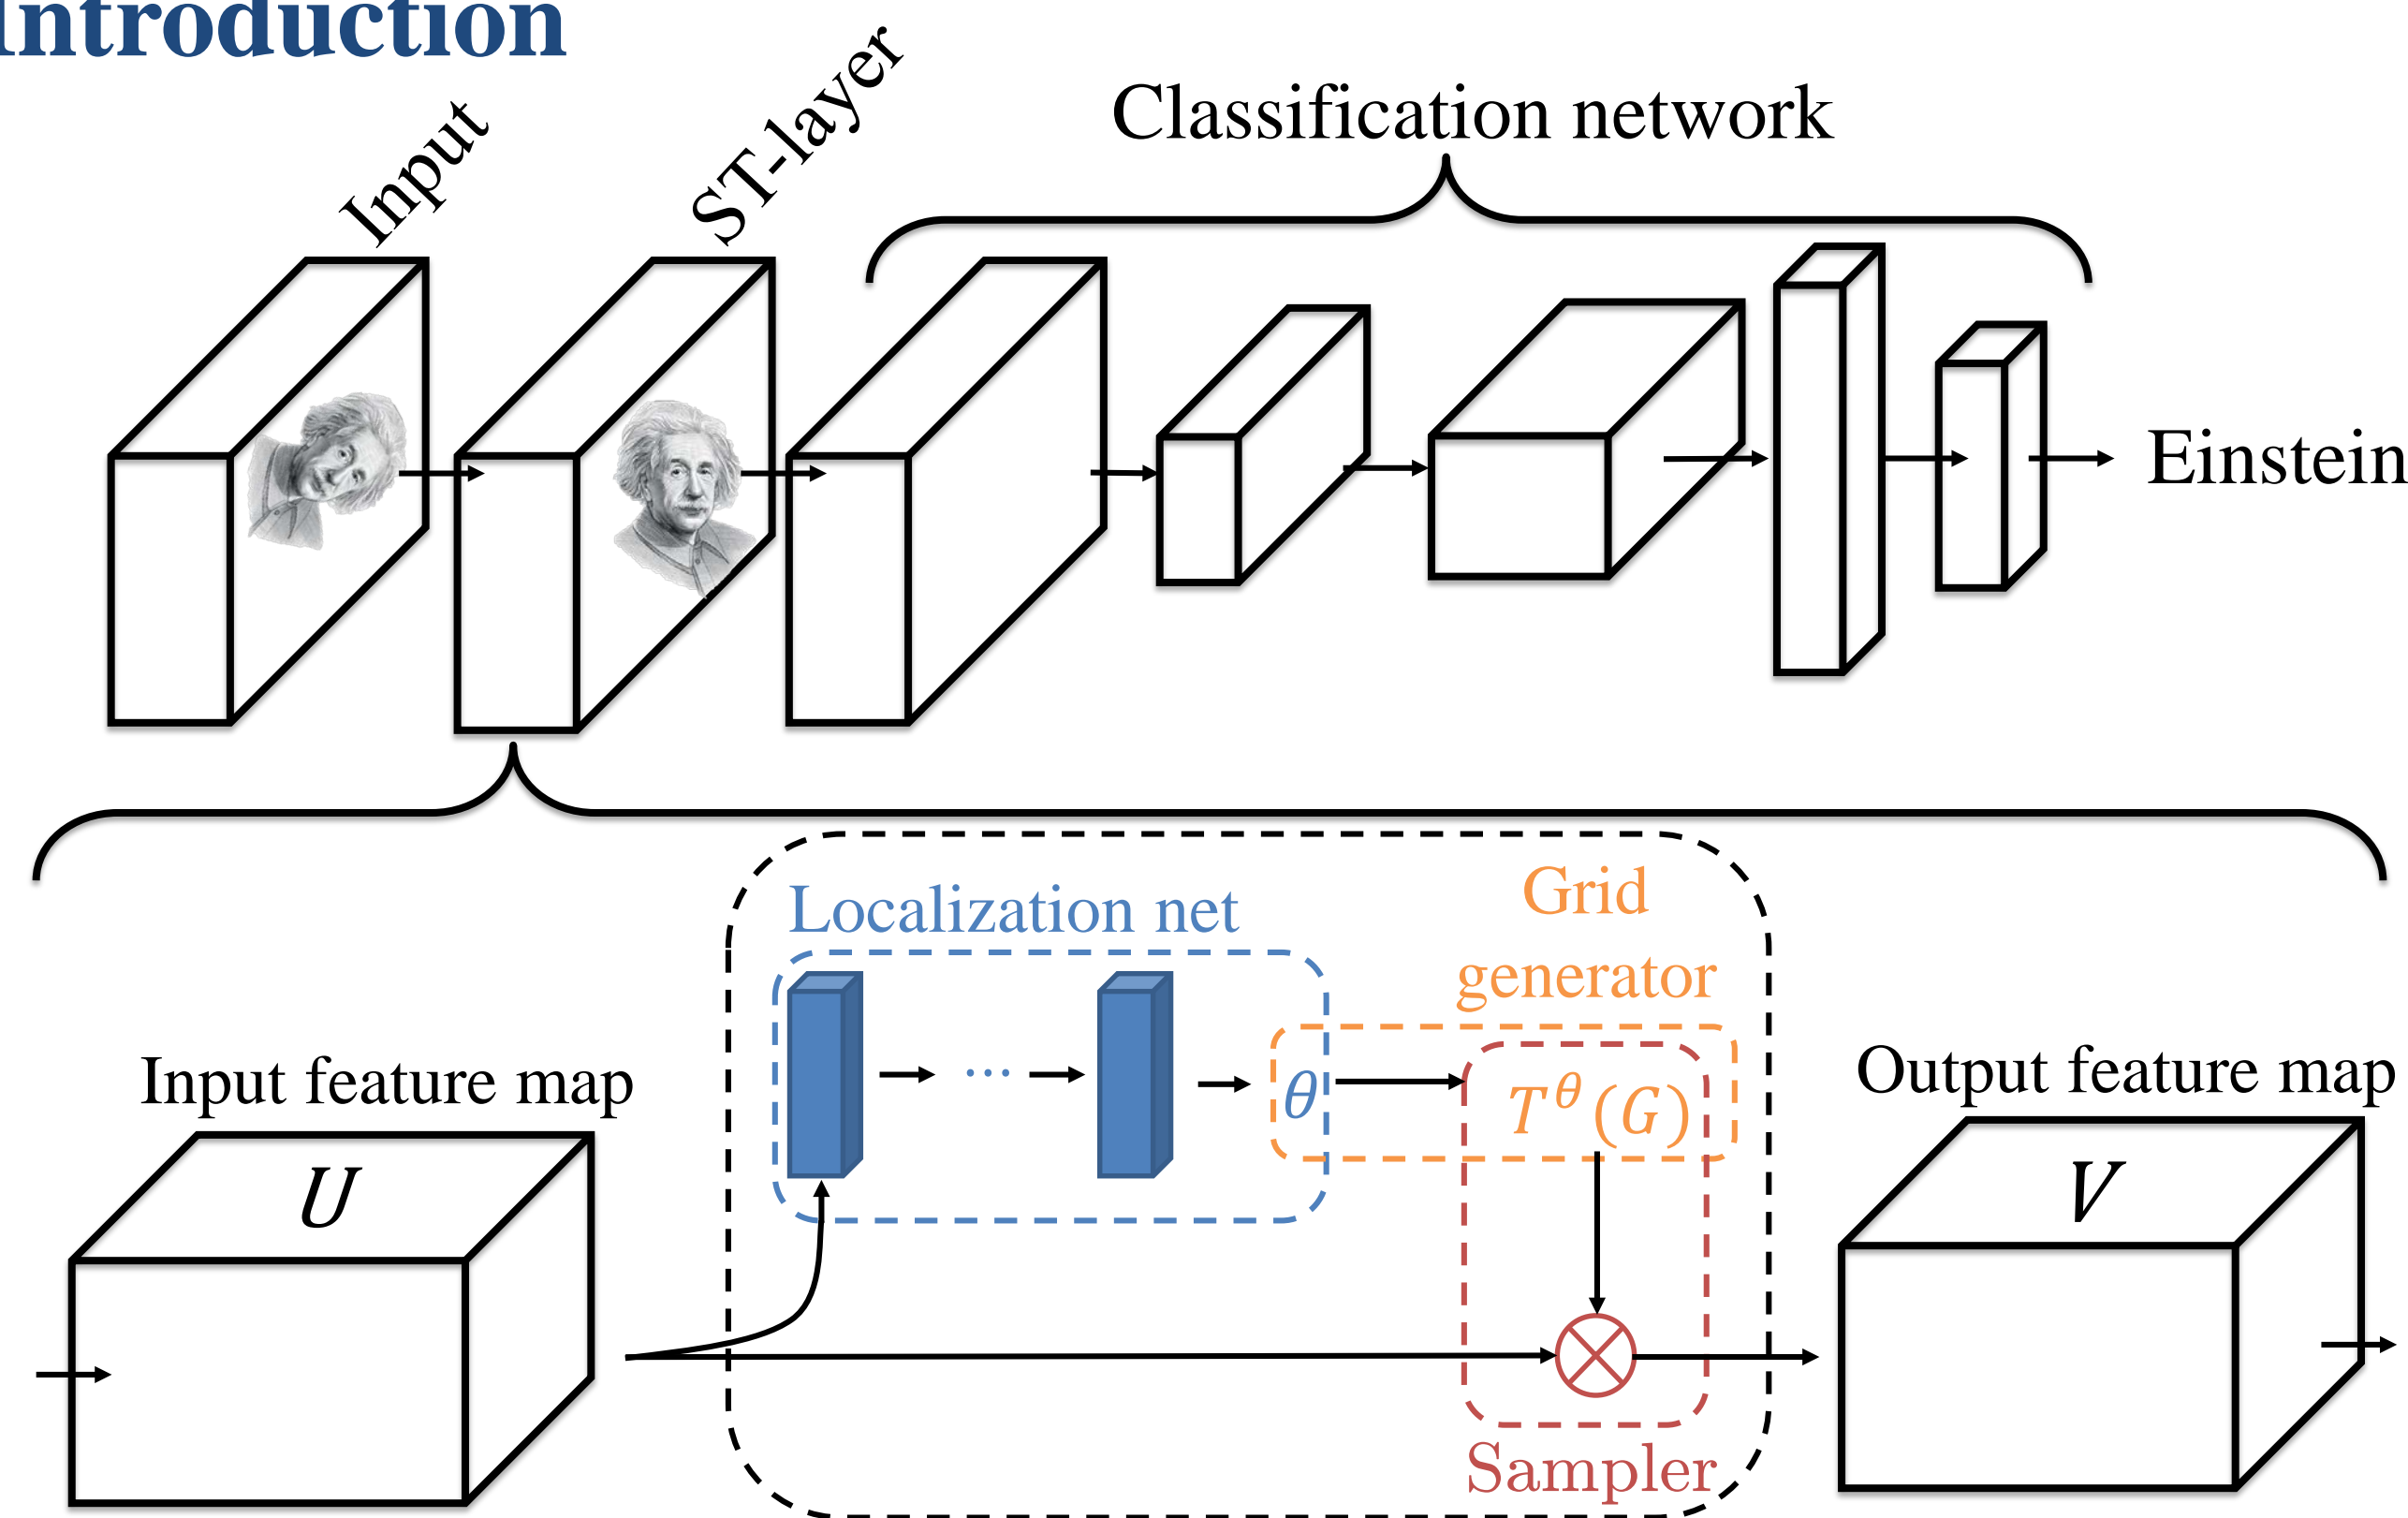 Introduction
Input
ST-layer
Classification network
Einstein
Localization net
Grid
generator
Input feature map
U
...
θ
T^θ(G)
Output feature map
V
Sampler